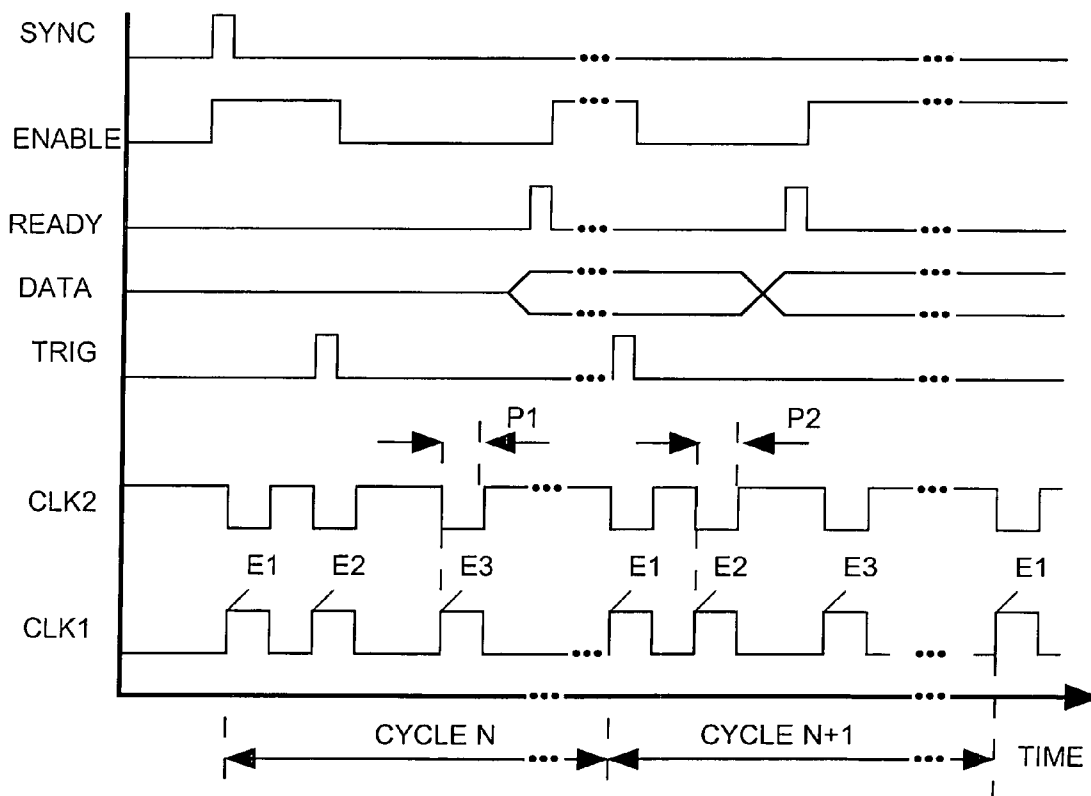 SYNC
ENABLE
READY
DATA
TRIG
P1 P2
CLK2
E1 E2 E3 E1 E2 E3 E1
CLK1
CYCLE N CYCLE N+1 TIME